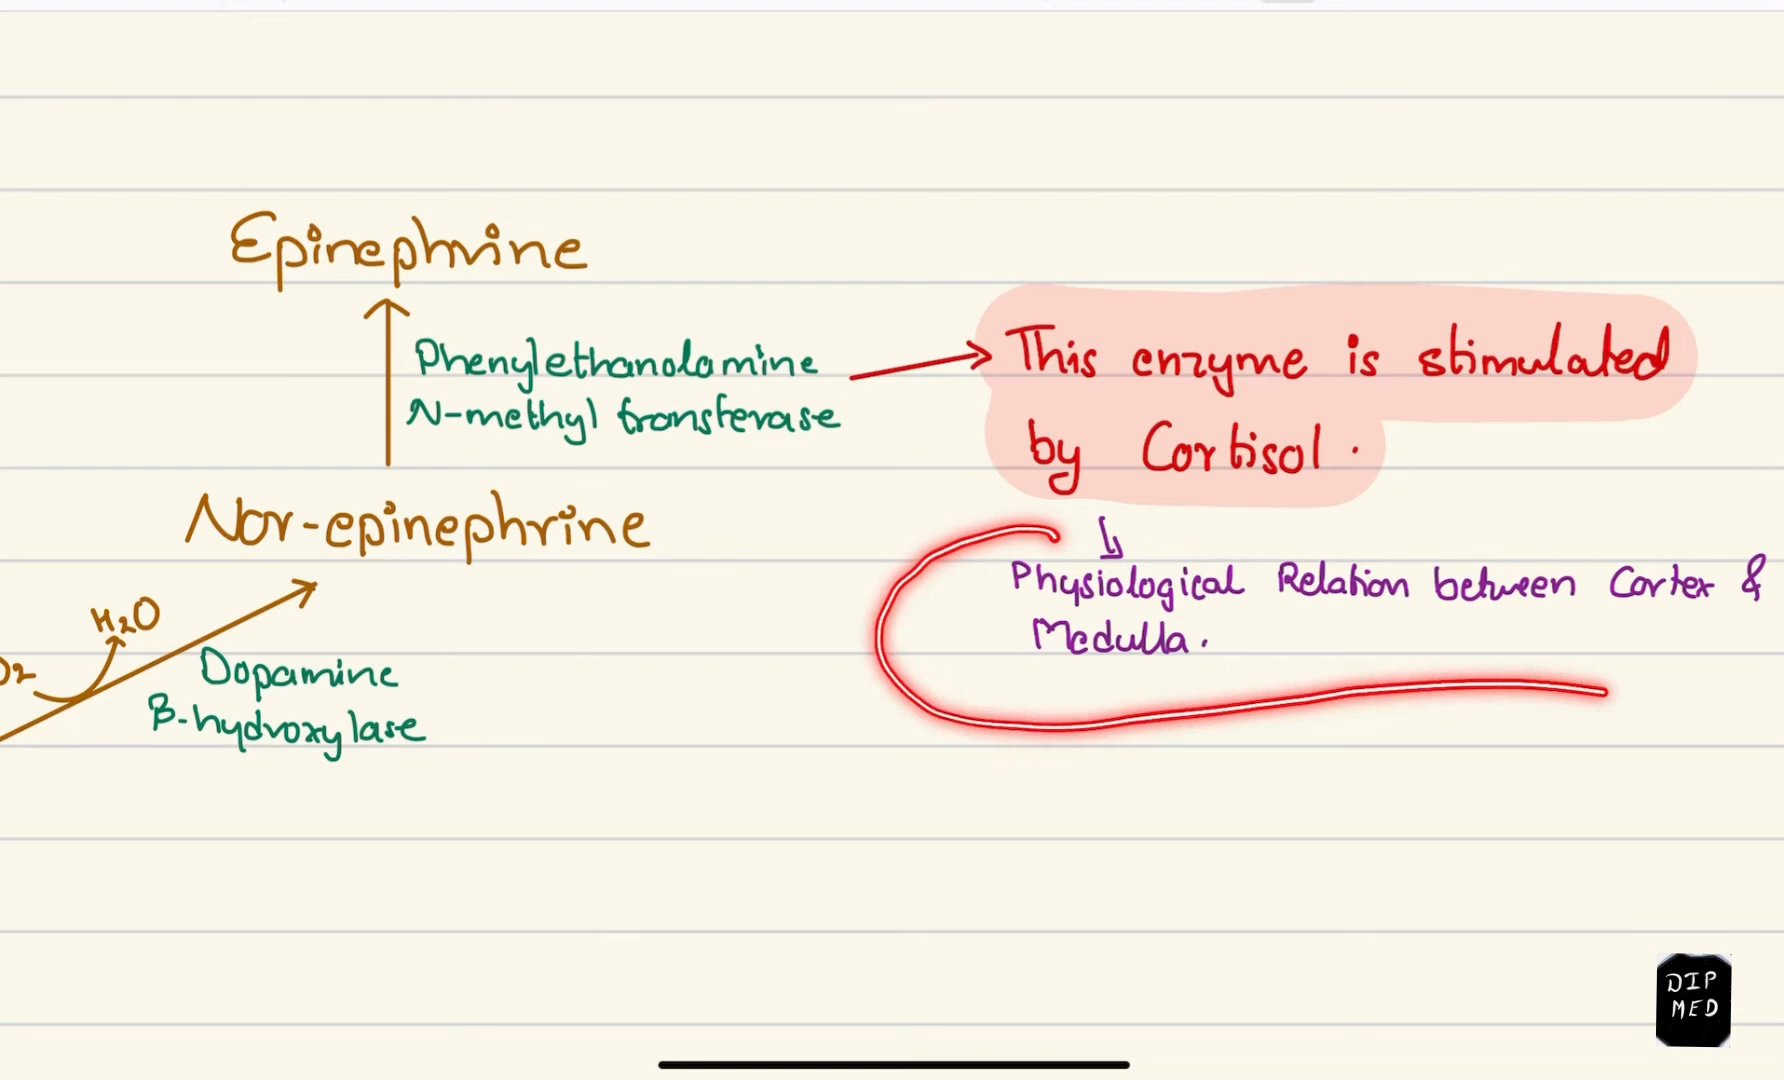 Epinephrine
Phenylethanolamine
N-methyl transferase
This enzyme is stimulated
by Cortisol.
Nor-epinephrine
Physiological Relation between Cortex &
Medulla.
H₂O
O2
Dopamine
β-hydroxylase
DIP
MED